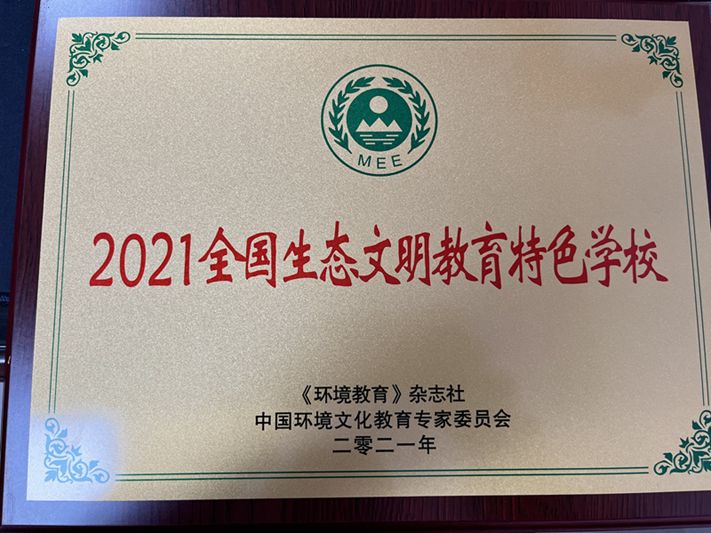 MEE
2021全国生态文明教育特色学校
《环境教育》杂志社
中国环境文化教育专家委员会
二零二一年